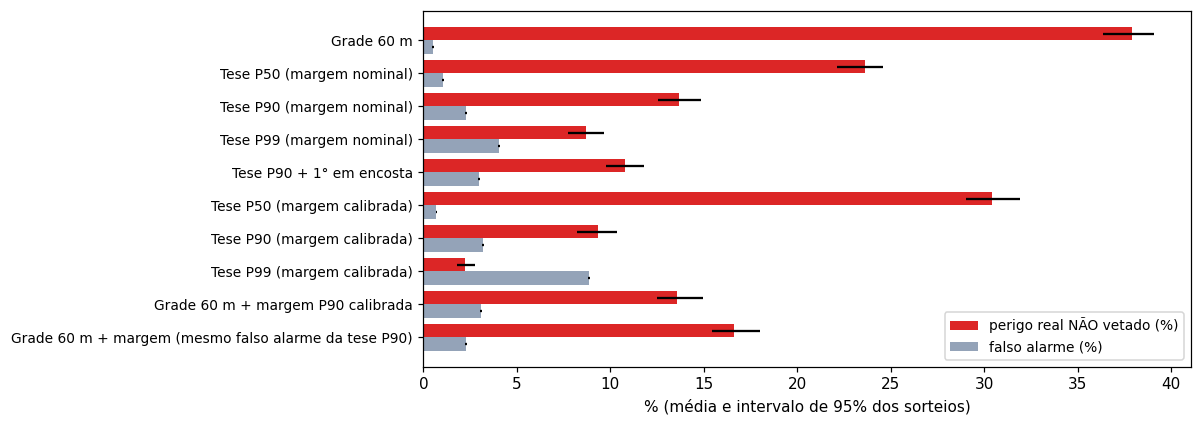 Grade 60 m
Tese P50 (margem nominal)
Tese P90 (margem nominal)
Tese P99 (margem nominal)
Tese P90 + 1° em encosta
Tese P50 (margem calibrada)
Tese P90 (margem calibrada)
Tese P99 (margem calibrada)
Grade 60 m + margem P90 calibrada
Grade 60 m + margem (mesmo falso alarme da tese P90)
perigo real NÃO vetado (%)
falso alarme (%)
0 5 10 15 20 25 30 35 40
% (média e intervalo de 95% dos sorteios)